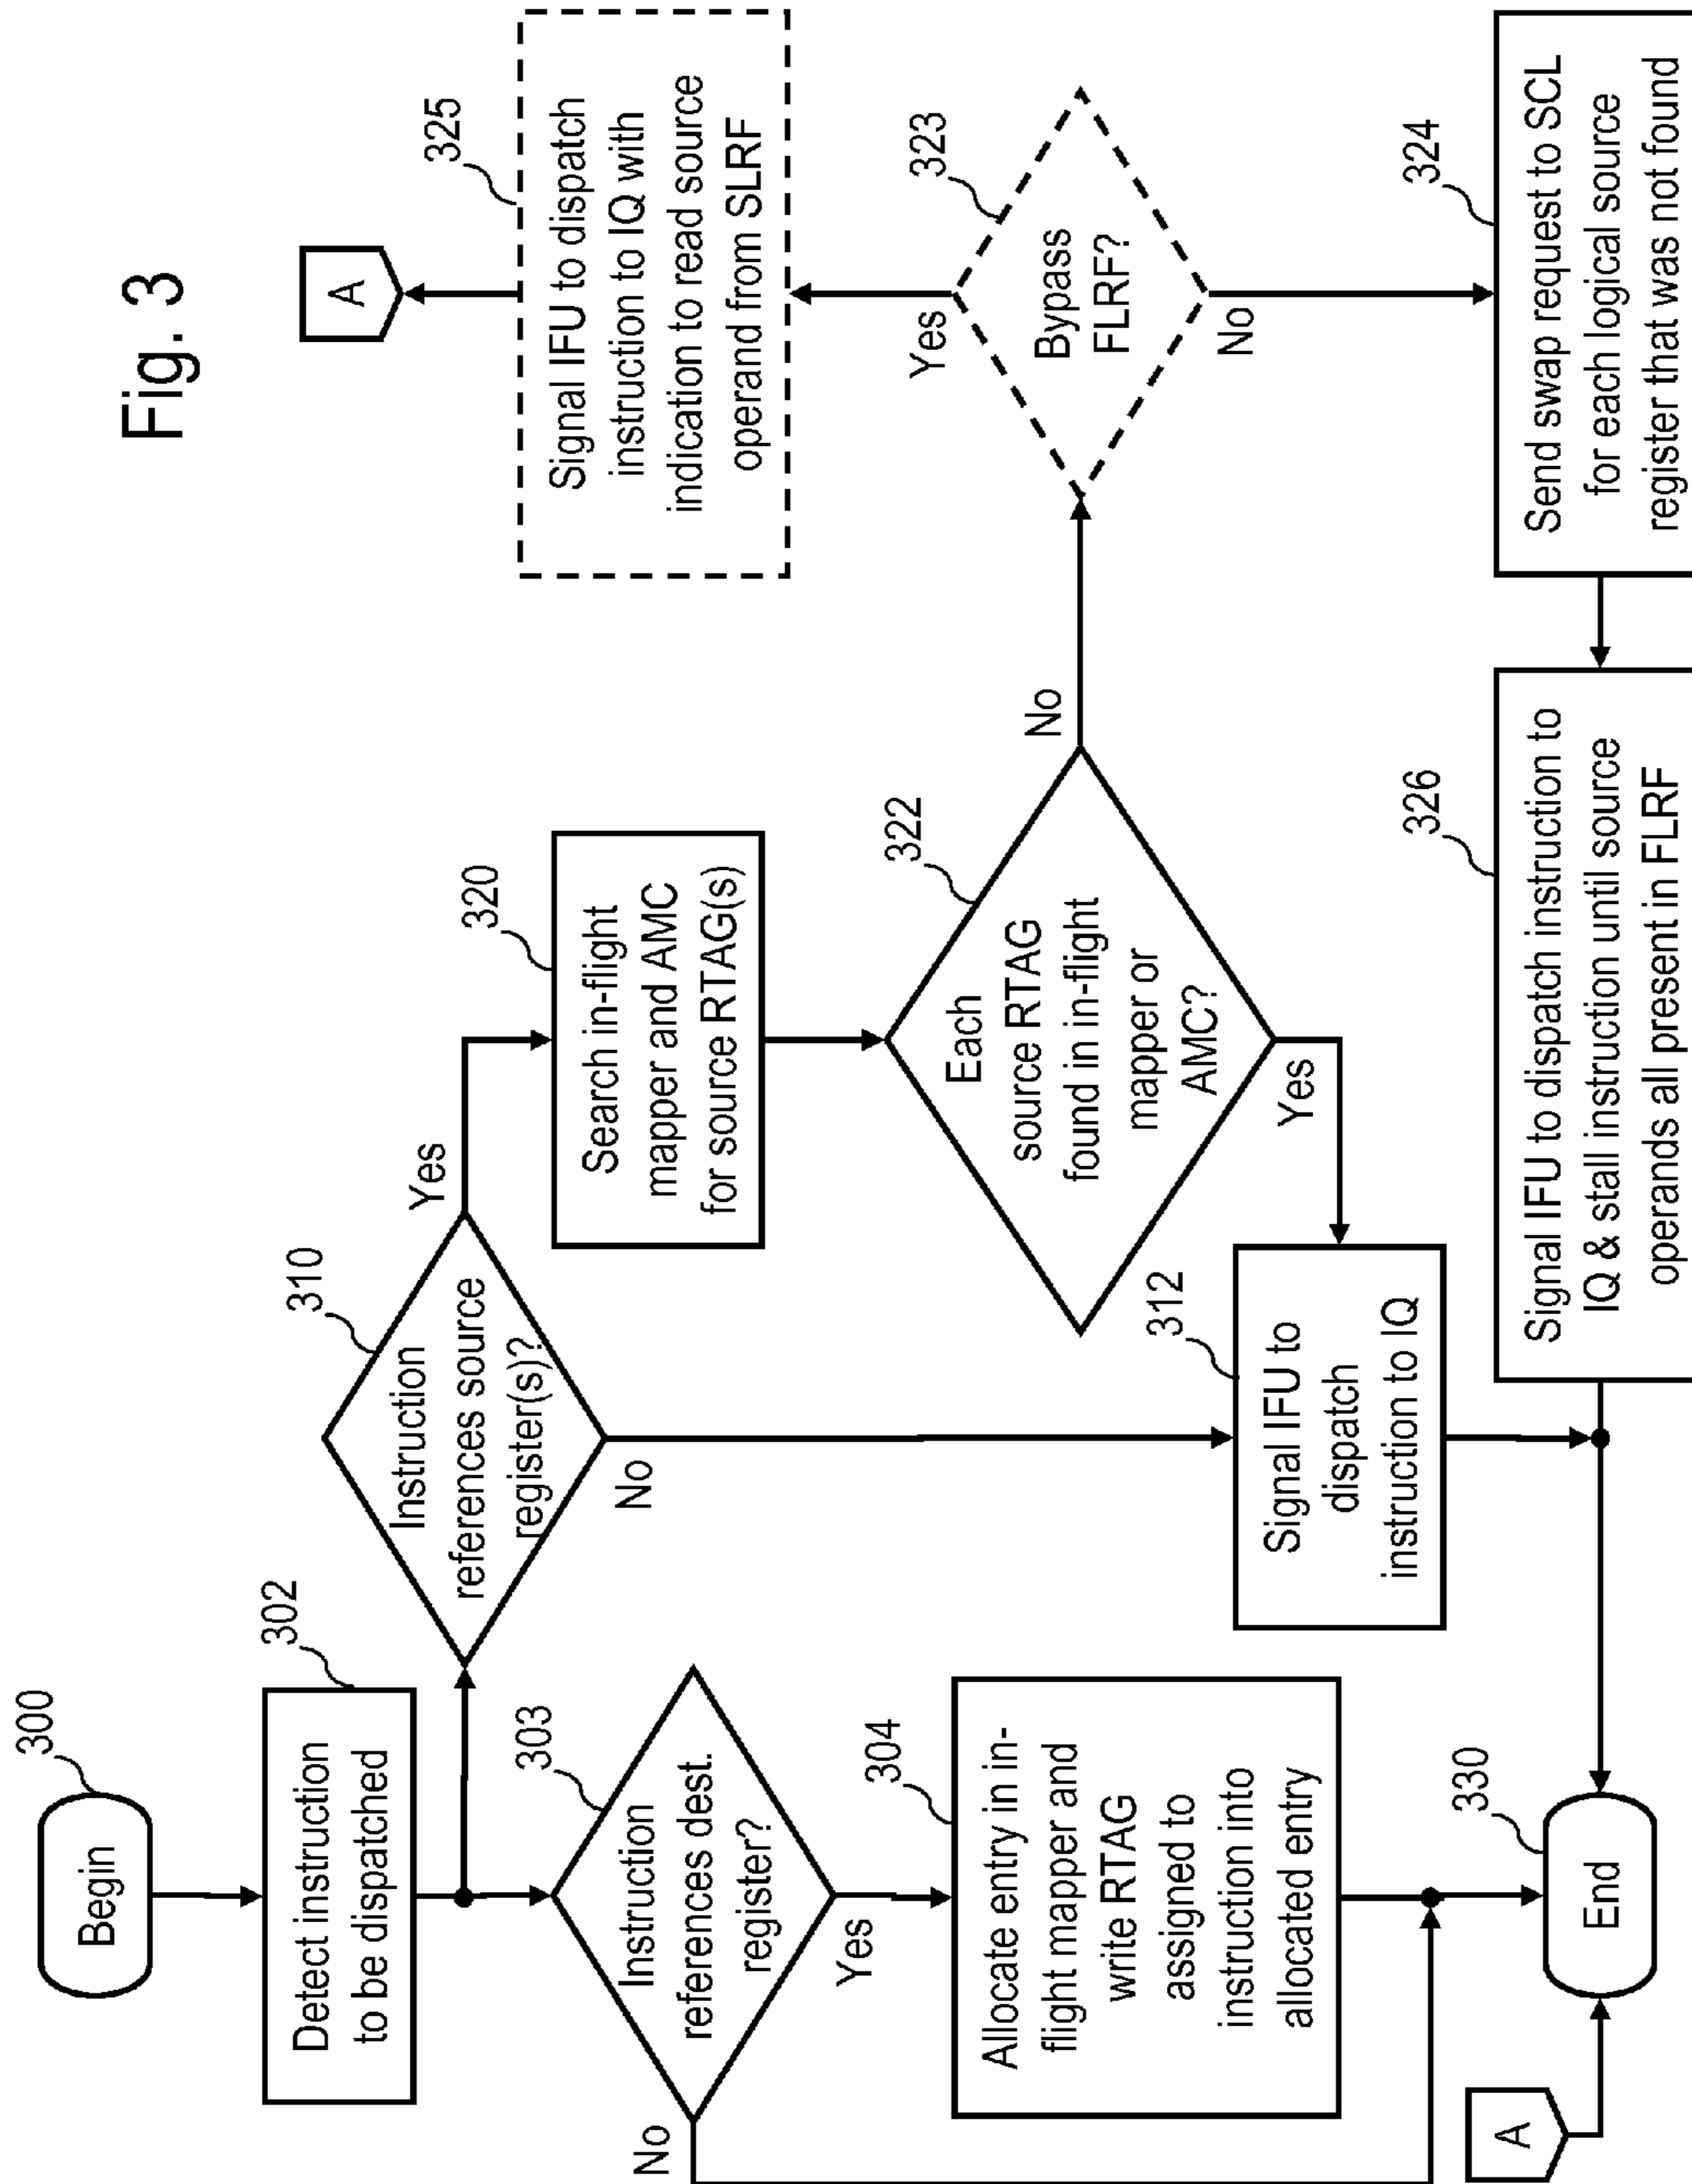 Fig. 3
300
Begin
302
Detect instruction
to be dispatched
303
Instruction
references dest.
register?
Yes
No
304
Allocate entry in in-
flight mapper and
write RTAG
assigned to
instruction into
allocated entry
330
End
A
310
Instruction
references source
register(s)?
Yes
No
312
Signal IFU to
dispatch
instruction to IQ
320
Search in-flight
mapper and AMC
for source RTAG(s)
322
Each
source RTAG
found in in-flight
mapper or
AMC?
Yes
No
323
Bypass
FLRF?
Yes
No
325
Signal IFU to dispatch
instruction to IQ with
indication to read source
operand from SLRF
A
324
Send swap request to SCL
for each logical source
register that was not found
326
Signal IFU to dispatch instruction to
IQ & stall instruction until source
operands all present in FLRF